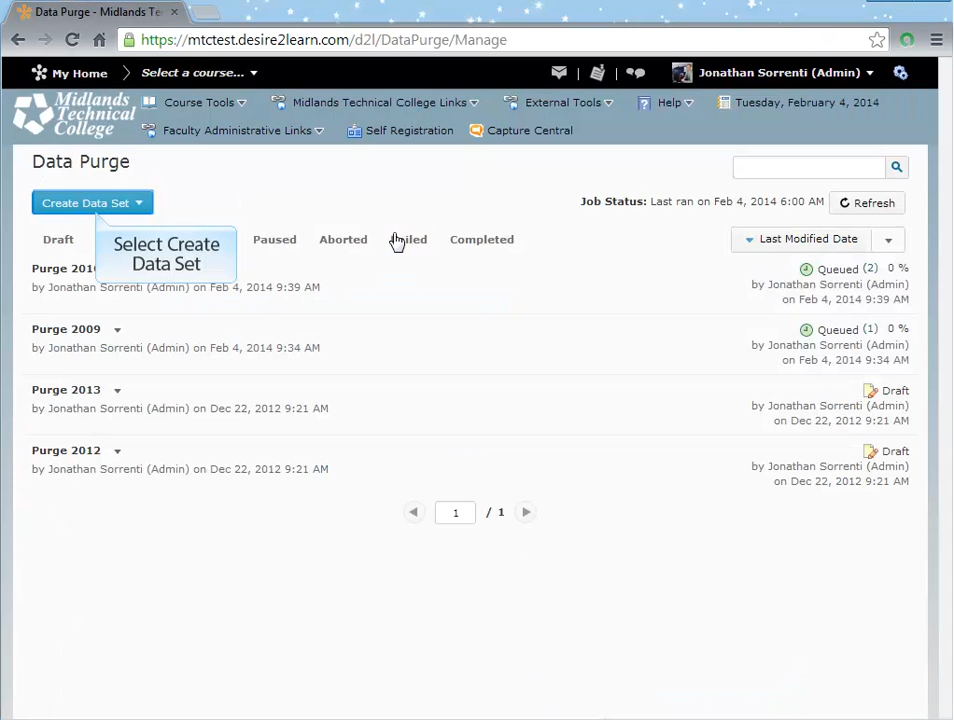 Data Purge - Midlands Te
https://mtctest.desire2learn.com/d2l/DataPurge/Manage
My Home
Select a course...
Jonathan Sorrenti (Admin)
Midlands
Technical
College
Course Tools
Midlands Technical College Links
External Tools
Help
Tuesday, February 4, 2014
Faculty Administrative Links
Self Registration
Capture Central
Data Purge
Create Data Set
Job Status: Last ran on Feb 4, 2014 6:00 AM
Refresh
Select Create
Data Set
Draft
Paused
Aborted
Completed
Last Modified Date
by Jonathan Sorrenti (Admin) on Feb 4, 2014 9:39 AM
Queued (2) 0 %
by Jonathan Sorrenti (Admin)
on Feb 4, 2014 9:39 AM
Purge 2009
by Jonathan Sorrenti (Admin) on Feb 4, 2014 9:34 AM
Queued (1) 0 %
by Jonathan Sorrenti (Admin)
on Feb 4, 2014 9:34 AM
Purge 2013
by Jonathan Sorrenti (Admin) on Dec 22, 2012 9:21 AM
Draft
by Jonathan Sorrenti (Admin)
on Dec 22, 2012 9:21 AM
Purge 2012
by Jonathan Sorrenti (Admin) on Dec 22, 2012 9:21 AM
Draft
by Jonathan Sorrenti (Admin)
on Dec 22, 2012 9:21 AM
1 / 1